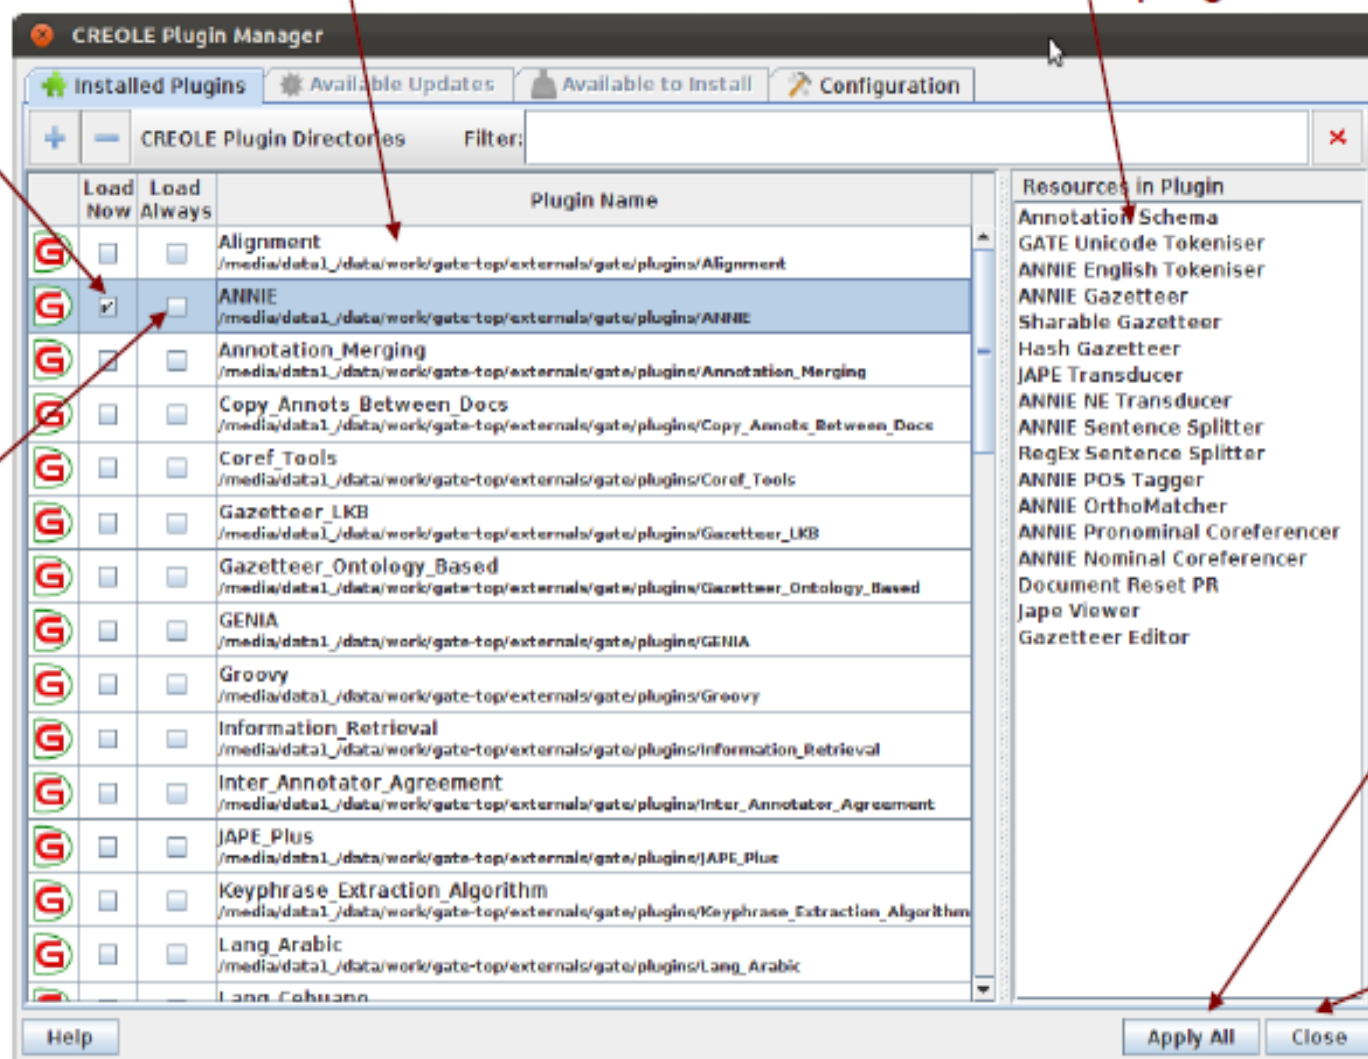 CREOLE Plugin Manager
Installed Plugins Available Updates Available to Install Configuration
+ − CREOLE Plugin Directories Filter:
Load Now Load Always Plugin Name
Alignment
/media/data1_/data/work/gate-top/externals/gate/plugins/Alignment
ANNIE
/media/data1_/data/work/gate-top/externals/gate/plugins/ANNIE
Annotation_Merging
/media/data1_/data/work/gate-top/externals/gate/plugins/Annotation_Merging
Copy_Annots_Between_Docs
/media/data1_/data/work/gate-top/externals/gate/plugins/Copy_Annots_Between_Docs
Coref_Tools
/media/data1_/data/work/gate-top/externals/gate/plugins/Coref_Tools
Gazetteer_LKB
/media/data1_/data/work/gate-top/externals/gate/plugins/Gazetteer_LKB
Gazetteer_Ontology_Based
/media/data1_/data/work/gate-top/externals/gate/plugins/Gazetteer_Ontology_Based
GENIA
/media/data1_/data/work/gate-top/externals/gate/plugins/GENIA
Groovy
/media/data1_/data/work/gate-top/externals/gate/plugins/Groovy
Information_Retrieval
/media/data1_/data/work/gate-top/externals/gate/plugins/Information_Retrieval
Inter_Annotator_Agreement
/media/data1_/data/work/gate-top/externals/gate/plugins/Inter_Annotator_Agreement
JAPE_Plus
/media/data1_/data/work/gate-top/externals/gate/plugins/JAPE_Plus
Keyphrase_Extraction_Algorithm
/media/data1_/data/work/gate-top/externals/gate/plugins/Keyphrase_Extraction_Algorithm
Lang_Arabic
/media/data1_/data/work/gate-top/externals/gate/plugins/Lang_Arabic
Lang_Cebuano
Resources in Plugin
Annotation Schema
GATE Unicode Tokeniser
ANNIE English Tokeniser
ANNIE Gazetteer
Sharable Gazetteer
Hash Gazetteer
JAPE Transducer
ANNIE NE Transducer
ANNIE Sentence Splitter
RegEx Sentence Splitter
ANNIE POS Tagger
ANNIE OrthoMatcher
ANNIE Pronominal Coreferencer
ANNIE Nominal Coreferencer
Document Reset PR
Jape Viewer
Gazetteer Editor
Help Apply All Close